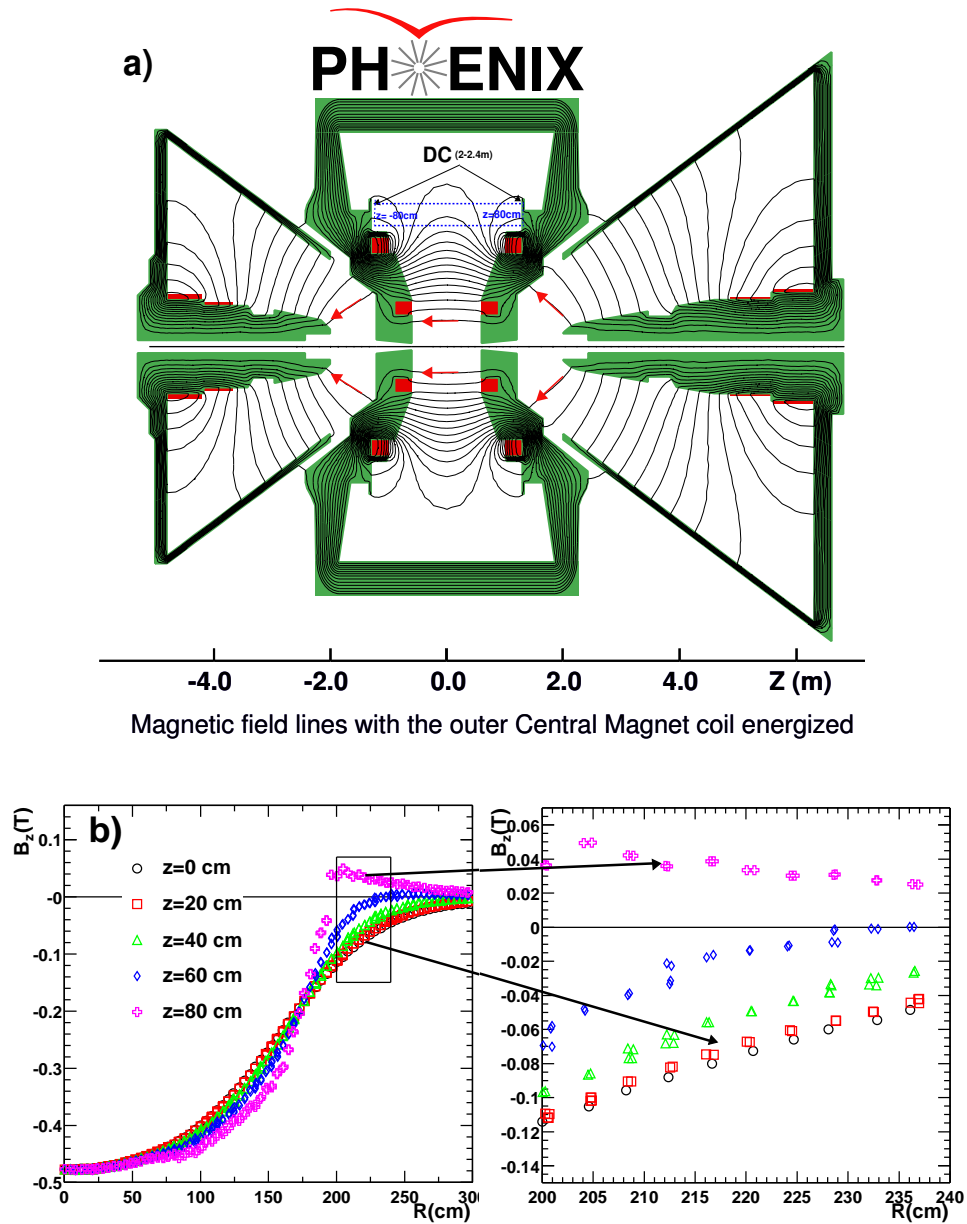 a)
PHENIX
DC (2-2.4m)
z= -80cm
z=80cm
-4.0 -2.0 0.0 2.0 4.0 Z (m)
Magnetic field lines with the outer Central Magnet coil energized
b)
B_z(T)
0.1
-0
-0.1
-0.2
-0.3
-0.4
-0.5
z=0 cm
z=20 cm
z=40 cm
z=60 cm
z=80 cm
0 50 100 150 200 250 300
R(cm)
B_z(T)
0.06
0.04
0.02
0
-0.02
-0.04
-0.06
-0.08
-0.1
-0.12
-0.14
200 205 210 215 220 225 230 235 240
R(cm)